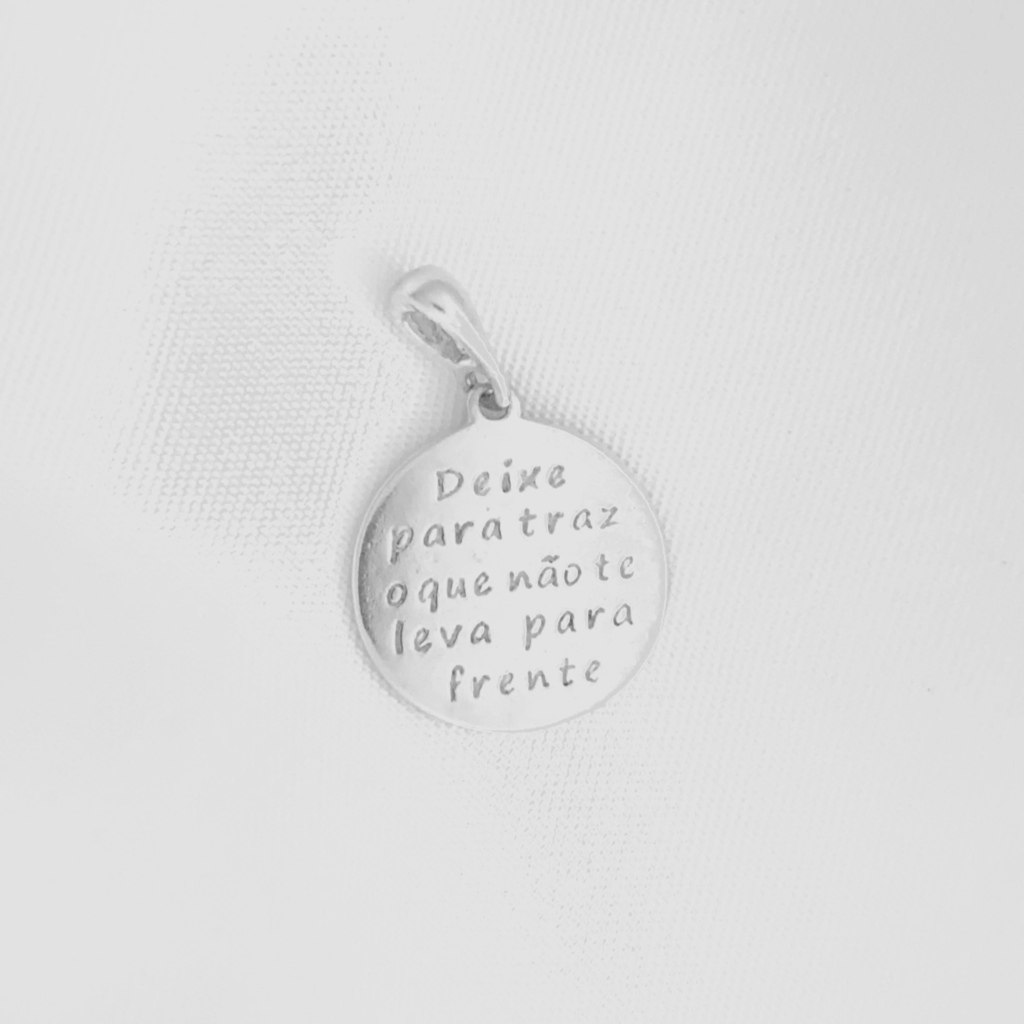 Deixe
para traz
o que não te
leva para
frente